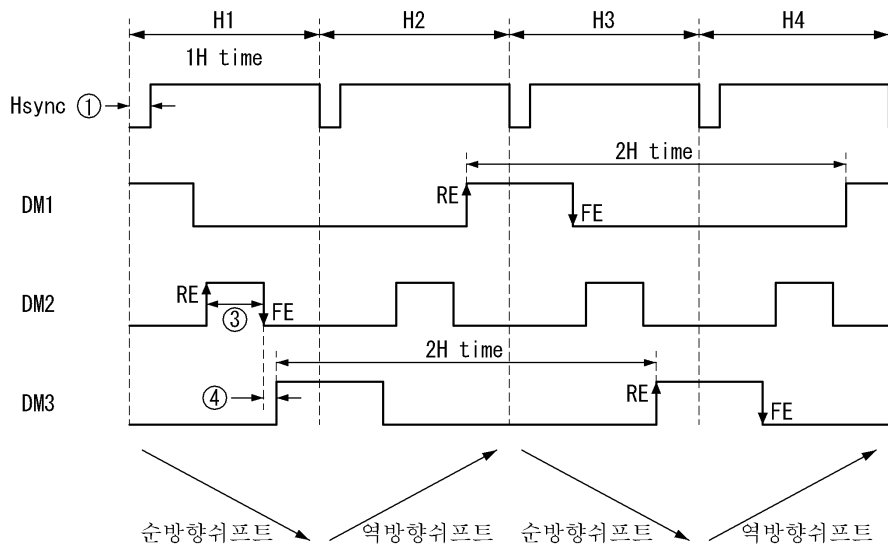 H1 H2 H3 H4
1H time
Hsync ①
2H time
DM1 RE FE
DM2 RE ③ FE
2H time
DM3 ④ RE FE
순방향쉬프트 역방향쉬프트 순방향쉬프트 역방향쉬프트